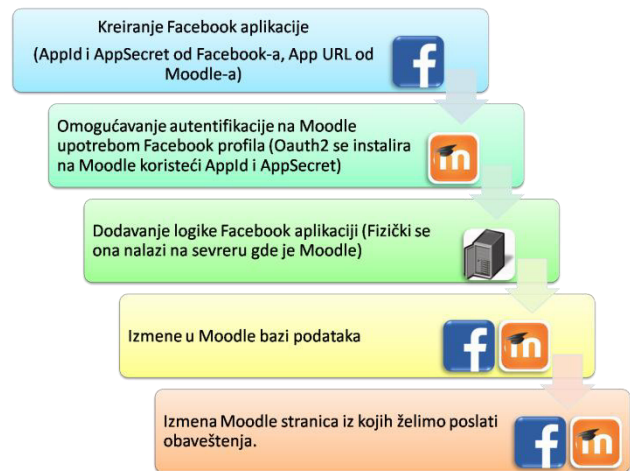 Kreiranje Facebook aplikacije
(AppId i AppSecret od Facebook-a, App URL od
Moodle-a)
Omogućavanje autentifikacije na Moodle
upotrebom Facebook profila (Oauth2 se instalira
na Moodle koristeći AppId i AppSecret)
Dodavanje logike Facebook aplikaciji (Fizički se
ona nalazi na sevreru gde je Moodle)
Izmene u Moodle bazi podataka
Izmena Moodle stranica iz kojih želimo poslati
obaveštenja.